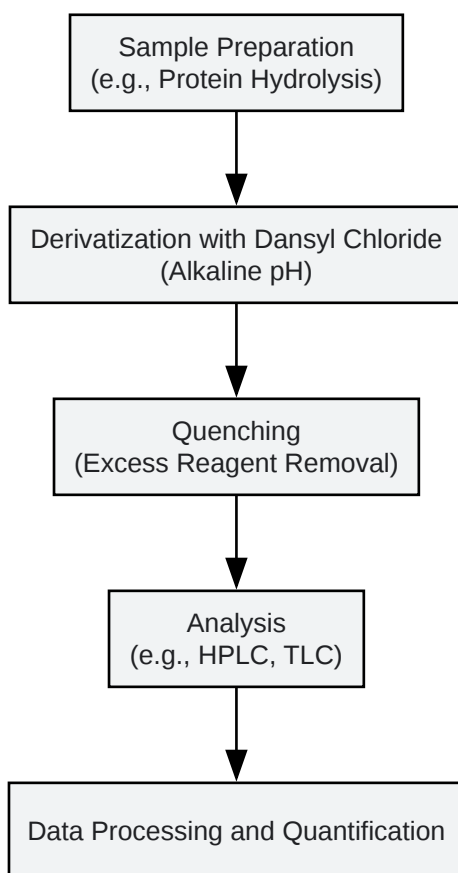 Sample Preparation
(e.g., Protein Hydrolysis)
Derivatization with Dansyl Chloride
(Alkaline pH)
Quenching
(Excess Reagent Removal)
Analysis
(e.g., HPLC, TLC)
Data Processing and Quantification